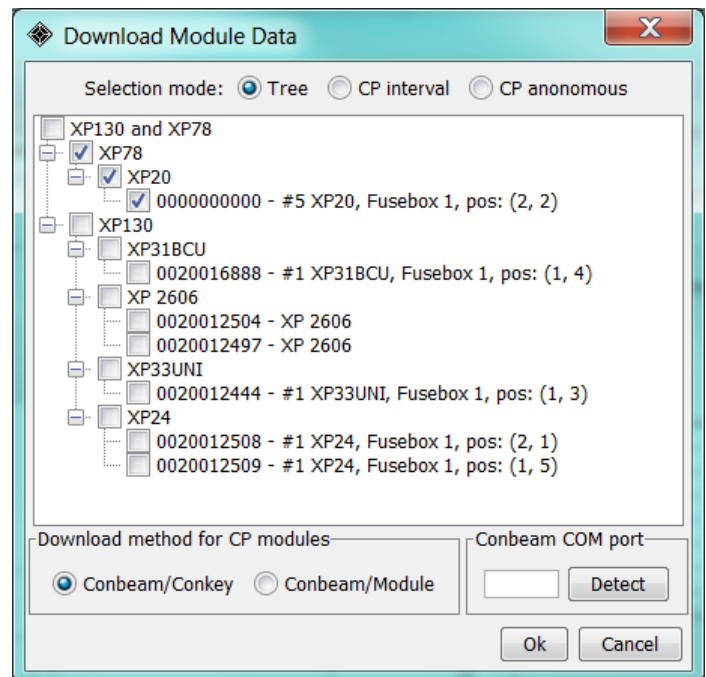 Download Module Data
Selection mode: Tree CP interval CP anonomous
XP130 and XP78
XP78
XP20
0000000000 - #5 XP20, Fusebox 1, pos: (2, 2)
XP130
XP31BCU
0020016888 - #1 XP31BCU, Fusebox 1, pos: (1, 4)
XP 2606
0020012504 - XP 2606
0020012497 - XP 2606
XP33UNI
0020012444 - #1 XP33UNI, Fusebox 1, pos: (1, 3)
XP24
0020012508 - #1 XP24, Fusebox 1, pos: (2, 1)
0020012509 - #1 XP24, Fusebox 1, pos: (1, 5)
Download method for CP modules Conbeam COM port
Conbeam/Conkey Conbeam/Module Detect
Ok Cancel